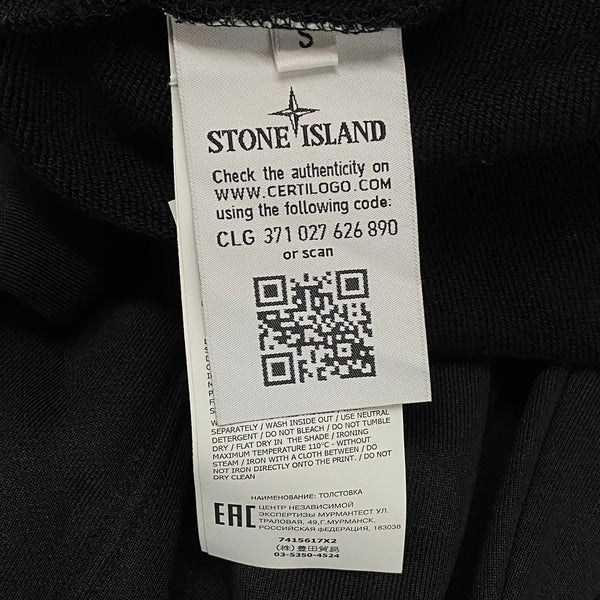 S
STONE ISLAND
Check the authenticity on
WWW.CERTILOGO.COM
using the following code:
CLG 371 027 626 890
or scan
SEPARATELY / WASH INSIDE OUT / USE NEUTRAL
DETERGENT / DO NOT BLEACH / DO NOT TUMBLE
DRY / FLAT DRY IN THE SHADE / IRONING
MAXIMUM TEMPERATURE 110°C - WITHOUT
STEAM / IRON WITH A CLOTH BETWEEN / DO
NOT IRON DIRECTLY ONTO THE PRINT. / DO NOT
DRY CLEAN
НАИМЕНОВАНИЕ: ТОЛСТОВКА
EAC ЦЕНТР НЕЗАВИСИМОЙ
ЭКСПЕРТИЗЫ МУРМАНТЕСТ УЛ.
ТРАЛОВАЯ, 49,Г.МУРМАНСК,
РОССИЙСКАЯ ФЕДЕРАЦИЯ, 183038
7415617X2
(株)豊田貿易
03-5350-4524